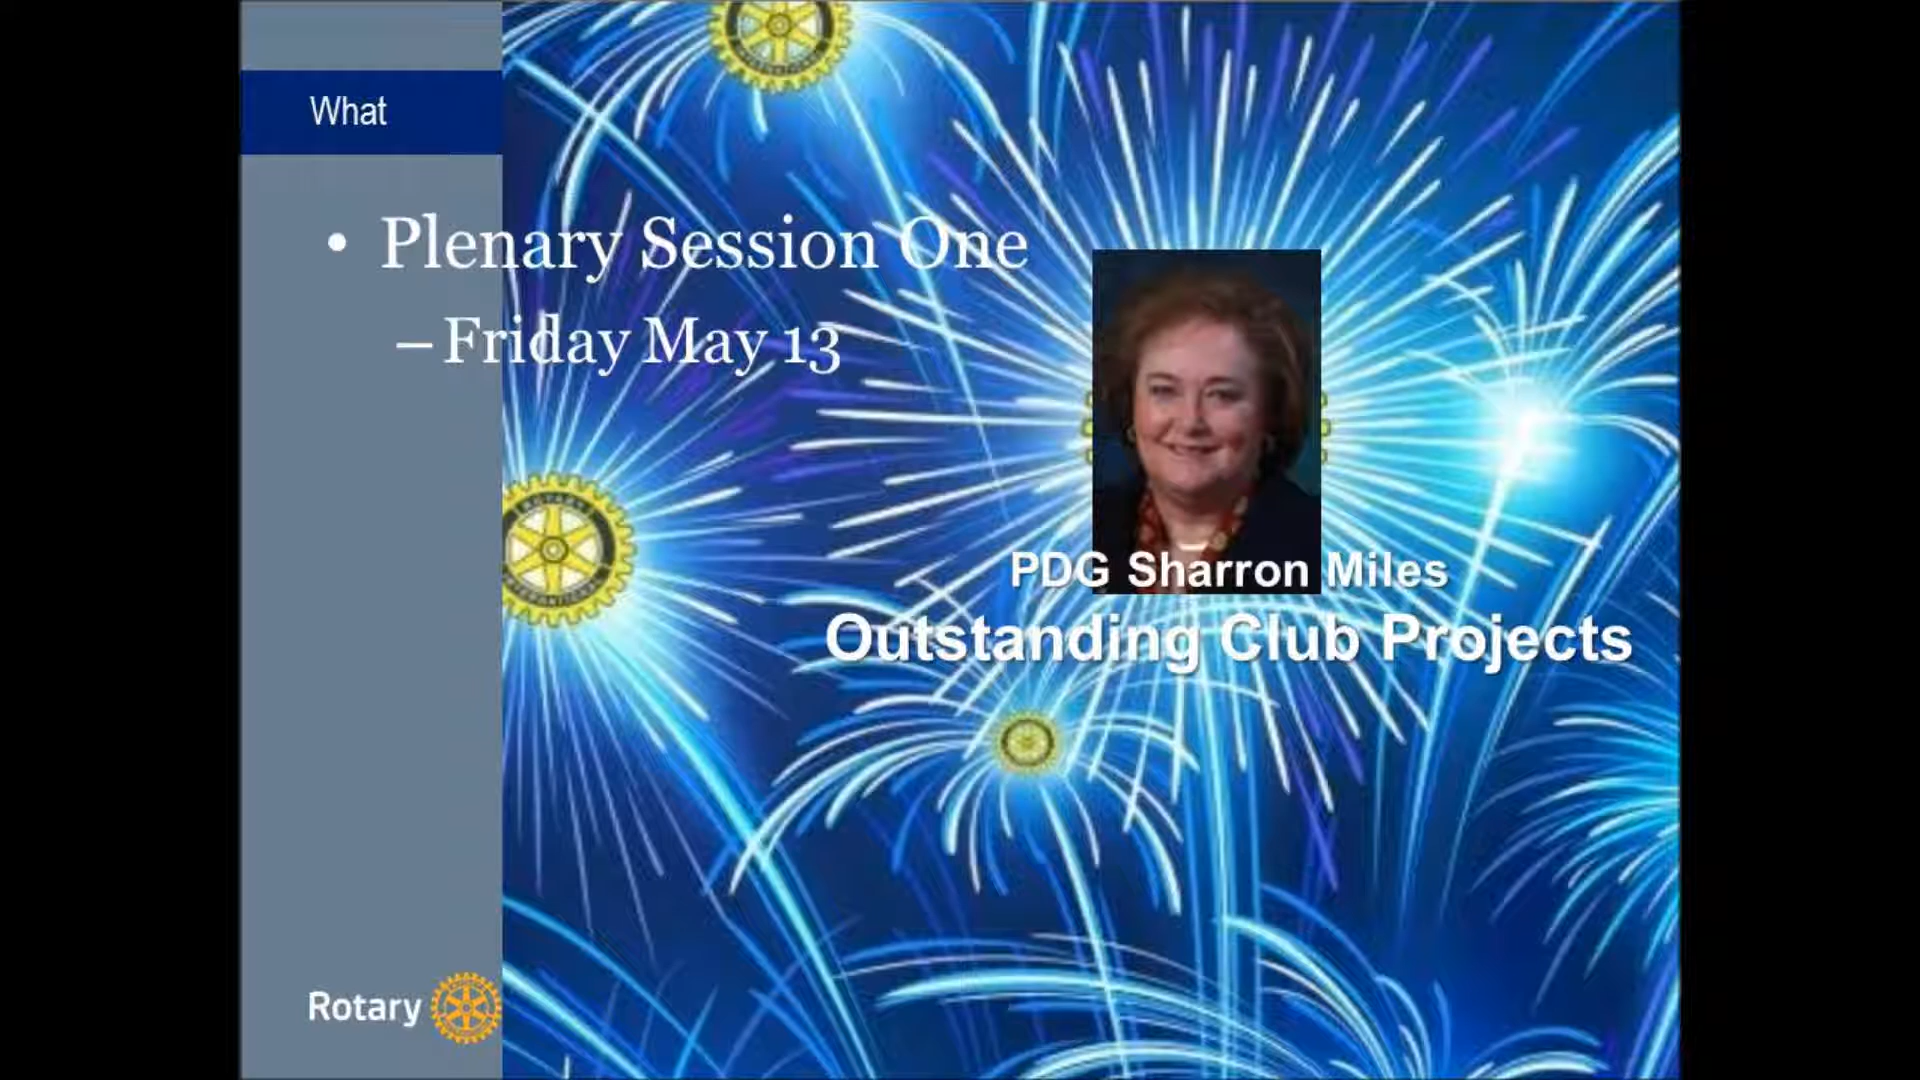 What
• Plenary Session One
– Friday May 13
PDG Sharron Miles
Outstanding Club Projects
Rotary